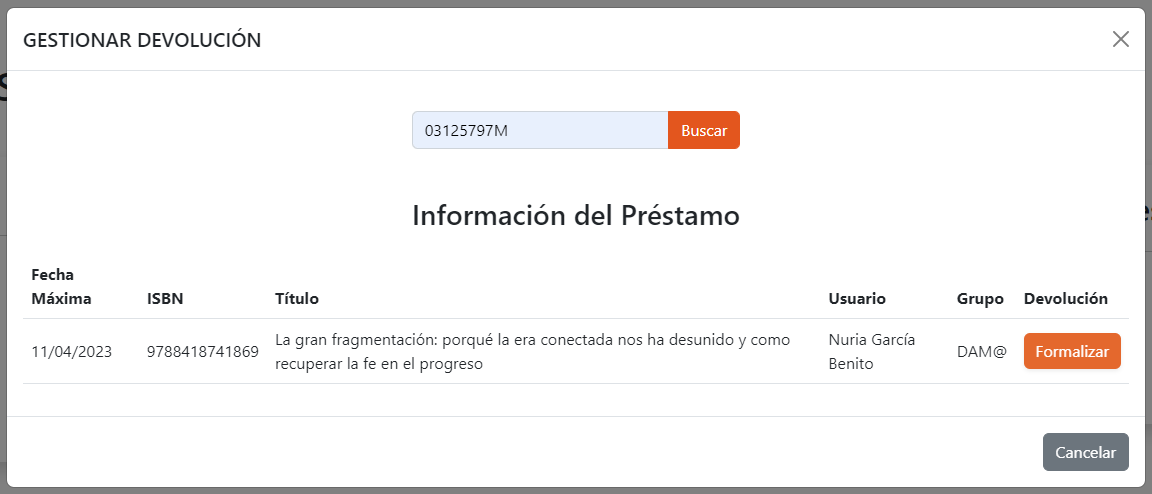 GESTIONAR DEVOLUCIÓN
03125797M Buscar
Información del Préstamo
Fecha
Máxima ISBN Título Usuario Grupo Devolución
11/04/2023 9788418741869 La gran fragmentación: porqué la era conectada nos ha desunido y como Nuria García DAM@ Formalizar
recuperar la fe en el progreso Benito
Cancelar